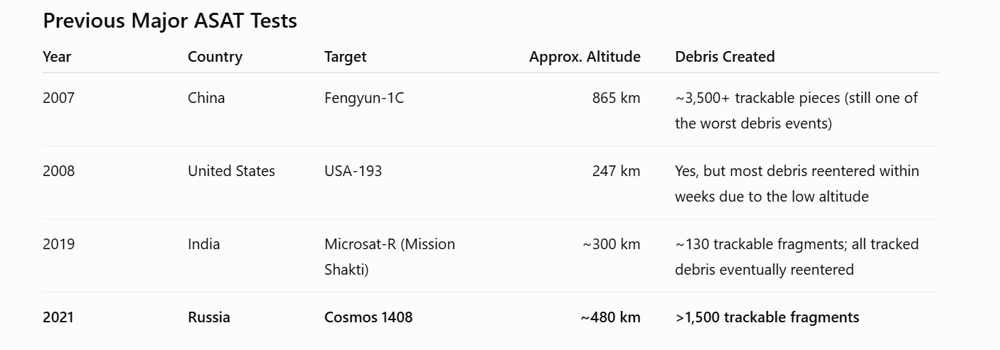 Previous Major ASAT Tests
Year Country Target Approx. Altitude Debris Created
2007 China Fengyun-1C 865 km ~3,500+ trackable pieces (still one of
the worst debris events)
2008 United States USA-193 247 km Yes, but most debris reentered within
weeks due to the low altitude
2019 India Microsat-R (Mission ~300 km ~130 trackable fragments; all tracked
Shakti) debris eventually reentered
2021 Russia Cosmos 1408 ~480 km >1,500 trackable fragments